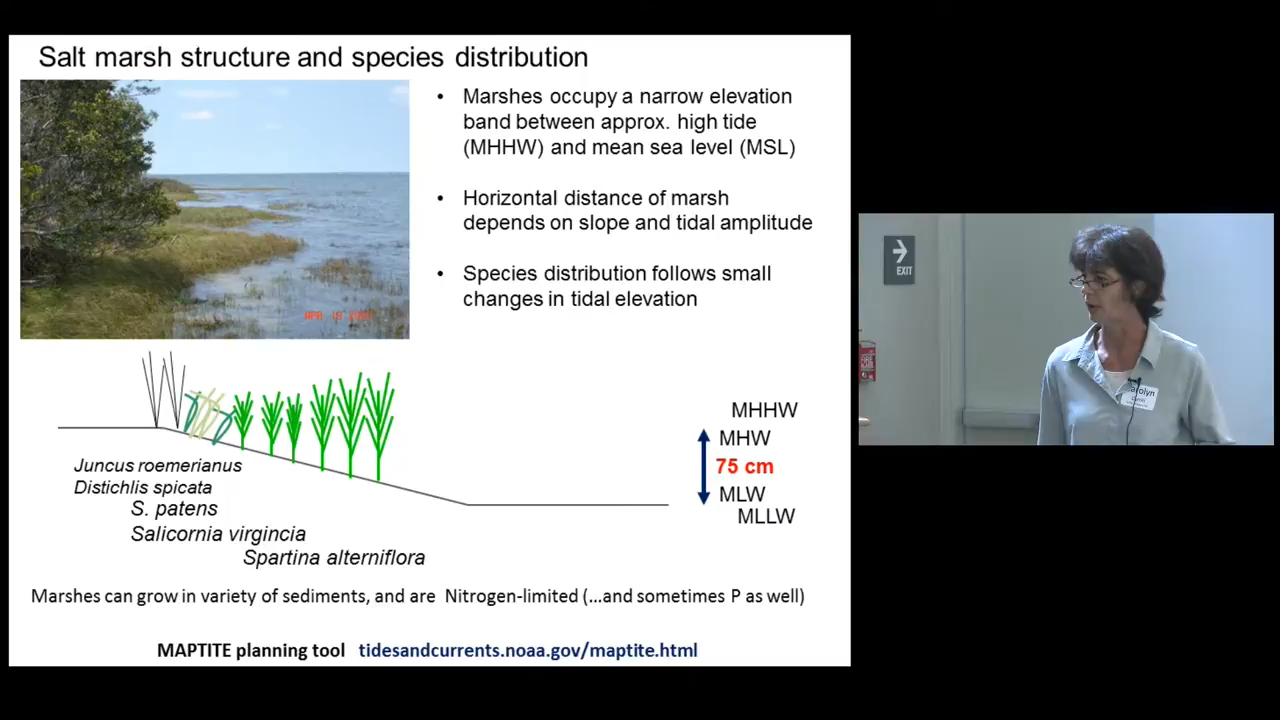 Salt marsh structure and species distribution
• Marshes occupy a narrow elevation
band between approx. high tide
(MHHW) and mean sea level (MSL)
• Horizontal distance of marsh
depends on slope and tidal amplitude
• Species distribution follows small
changes in tidal elevation
Juncus roemerianus
Distichlis spicata
S. patens
Salicornia virgincia
Spartina alterniflora
MHHW
MHW
75 cm
MLW
MLLW
Marshes can grow in variety of sediments, and are Nitrogen-limited (…and sometimes P as well)
MAPTITE planning tool tidesandcurrents.noaa.gov/maptite.html
EXIT
FIRE